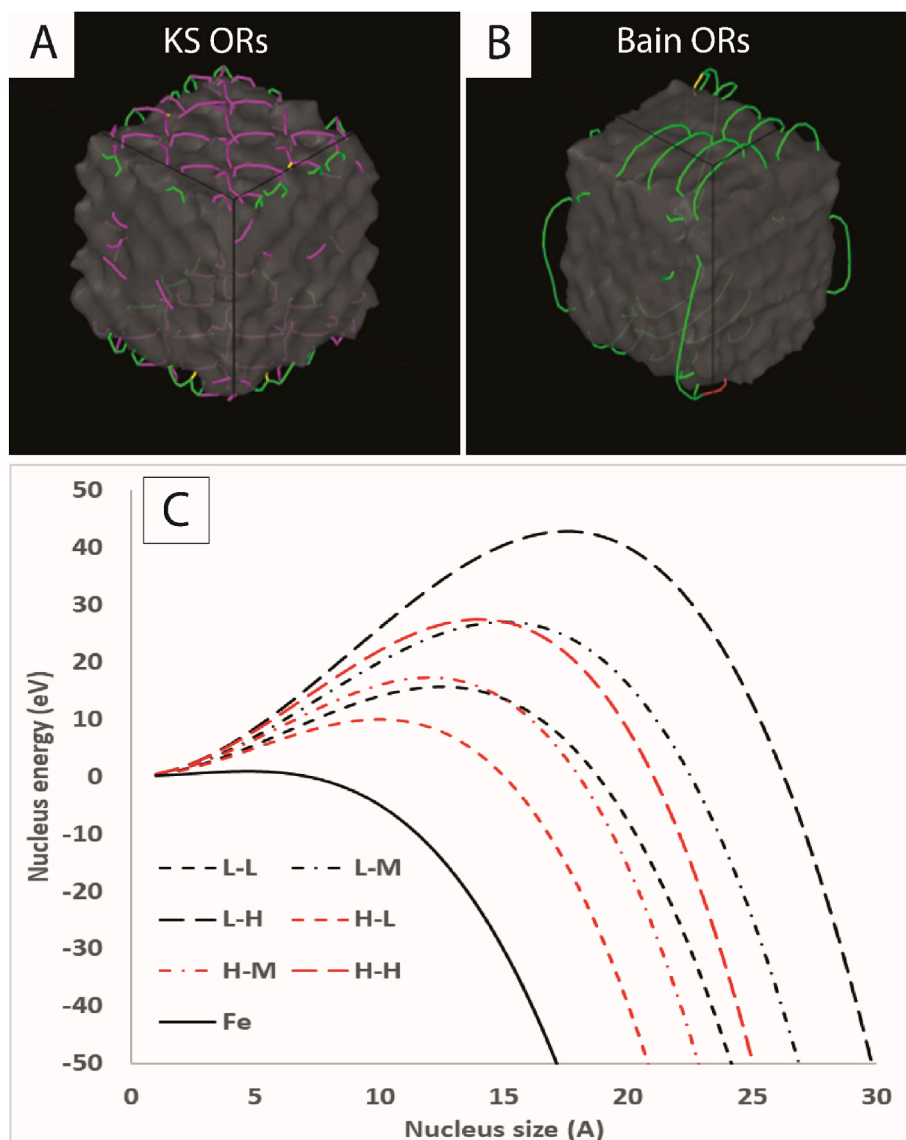 A KS ORs
B Bain ORs
C
50
40
30
20
10
0
-10
-20
-30
-40
-50
Nucleus energy (eV)
L-L L-M
L-H H-L
H-M H-H
Fe
0 5 10 15 20 25 30
Nucleus size (A)